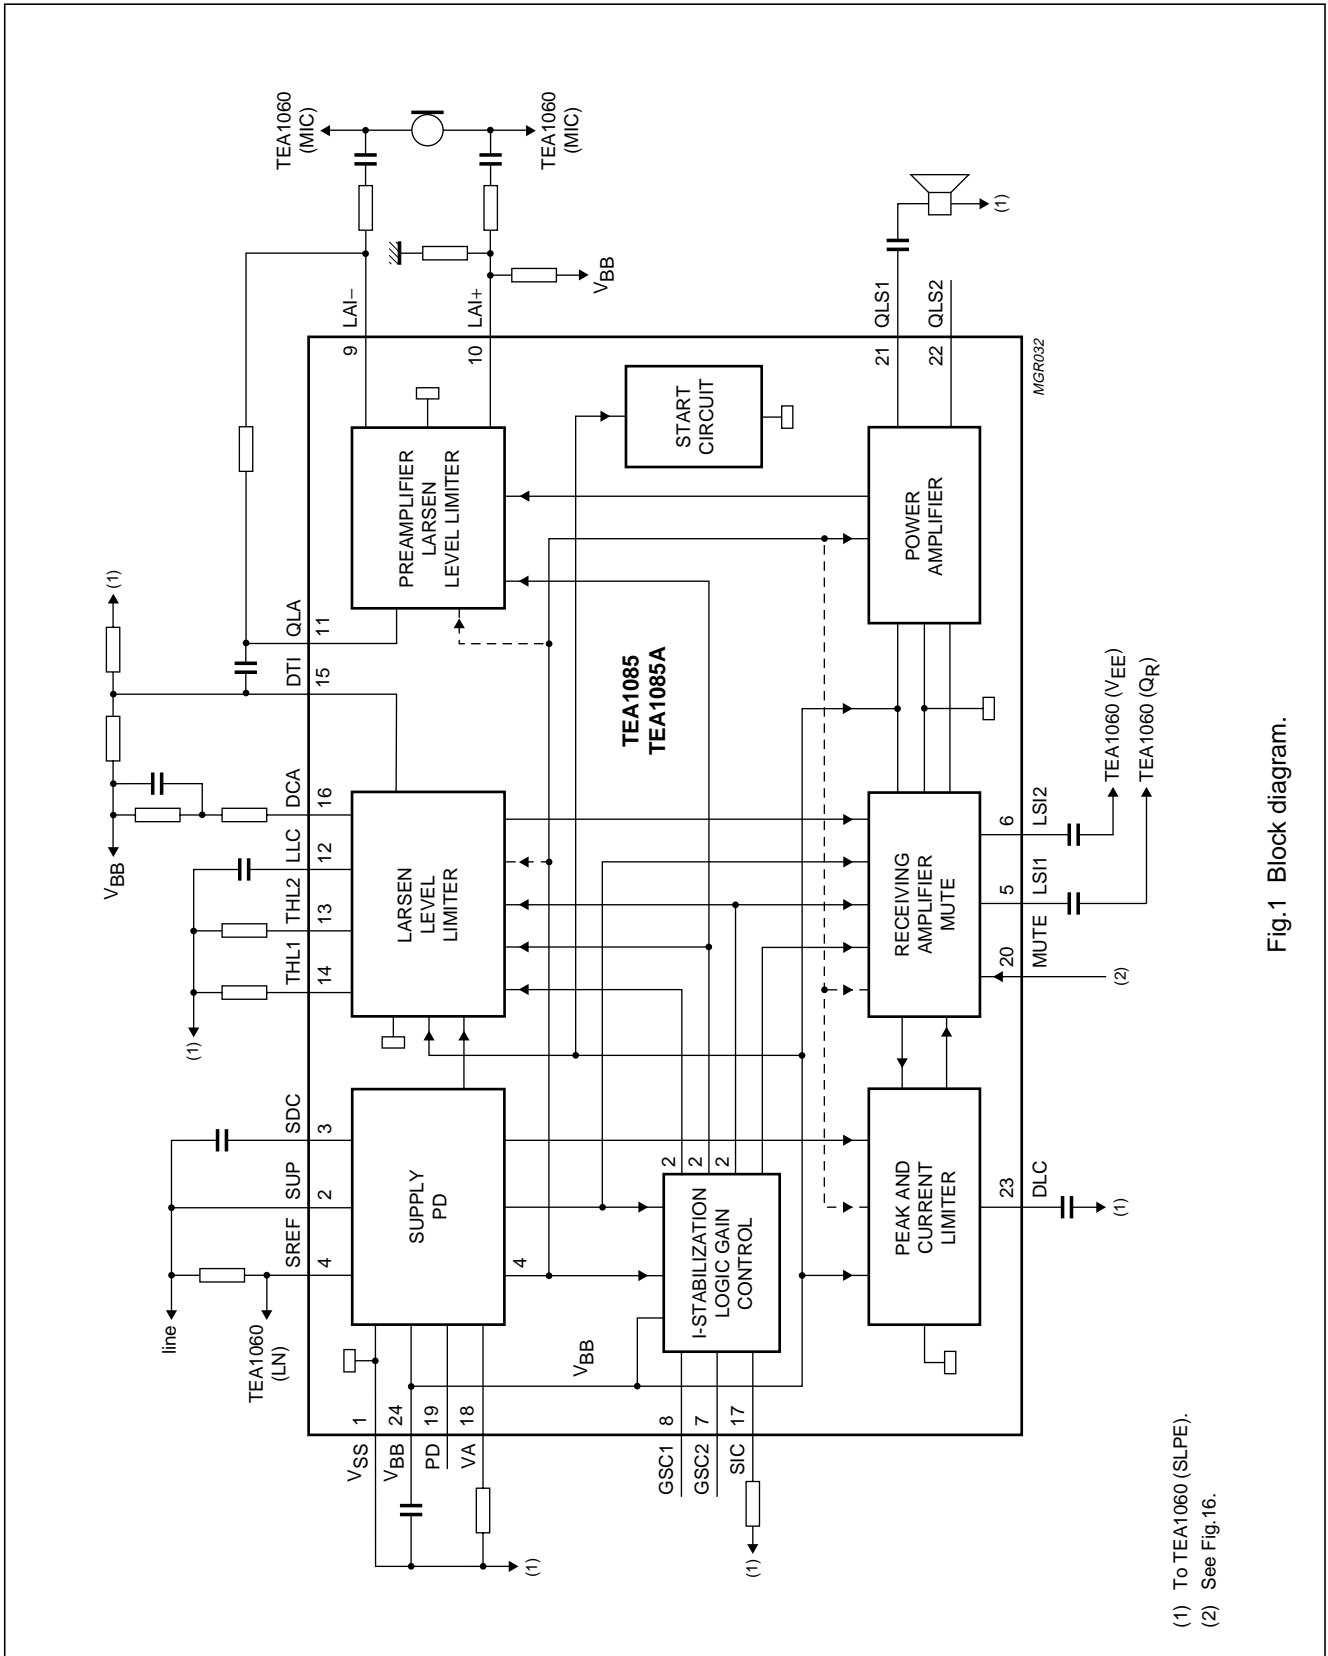 line
TEA1060
(LN)
SREF
4
SUP
2
SDC
3
(1)
THL1
14
THL2
13
LLC
12
VBB
DCA
16
DTI
15
(1)
QLA
11
TEA1060
(MIC)
TEA1060
(MIC)
LAI−
9
LAI+
10
VBB
VSS
1
VBB
24
PD
19
VA
18
(1)
SUPPLY
PD
4
LARSEN
LEVEL
LIMITER
PREAMPLIFIER
LARSEN
LEVEL LIMITER
START
CIRCUIT
VBB
GSC1
8
GSC2
7
SIC
17
(1)
I-STABILIZATION
LOGIC GAIN
CONTROL
2
2
2
TEA1085
TEA1085A
PEAK AND
CURRENT
LIMITER
RECEIVING
AMPLIFIER
MUTE
POWER
AMPLIFIER
21
QLS1
22
QLS2
(1)
23
DLC
(1)
20
MUTE
(2)
5
LSI1
6
LSI2
TEA1060 (VEE)
TEA1060 (QR)
MGR032
(1) To TEA1060 (SLPE).
(2) See Fig.16.
Fig.1 Block diagram.